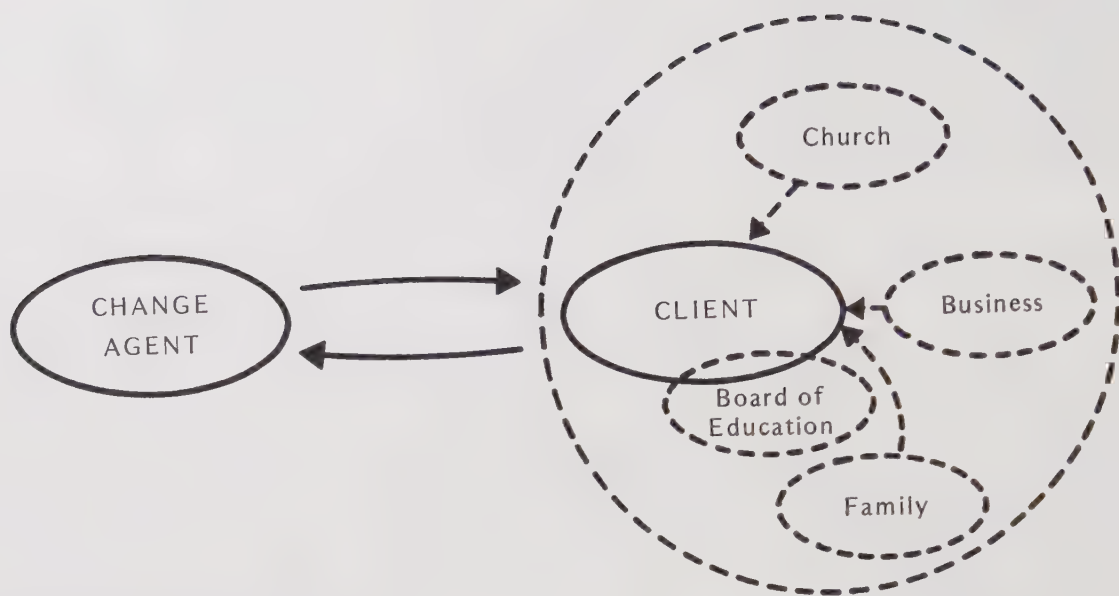 CHANGE
AGENT
CLIENT
Church
Business
Board of
Education
Family